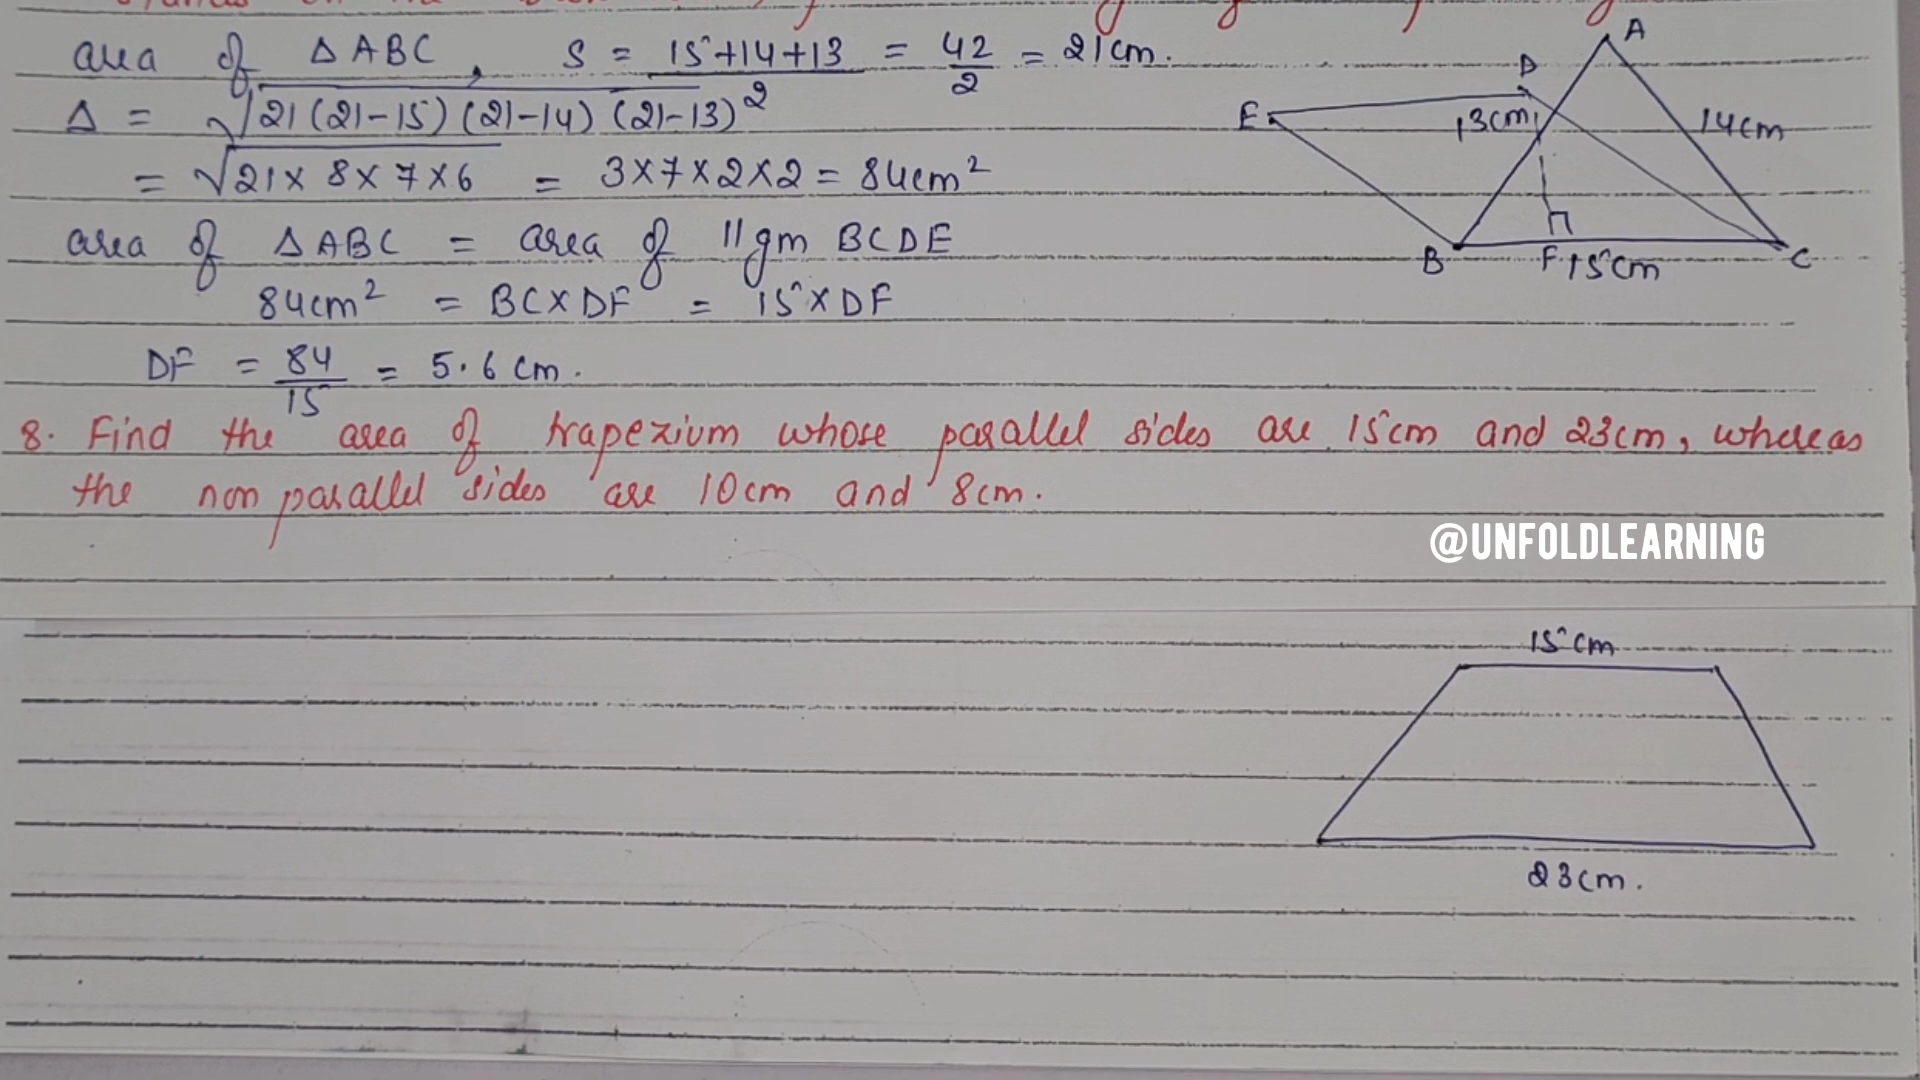 area of Δ ABC, S = 15+14+13 = 42/2 = 21cm.
2
Δ = √21(21-15)(21-14)(21-13)
= √21×8×7×6 = 3×7×2×2 = 84cm²
area of Δ ABC = area of 11gm BCDE
84cm² = BC×DF = 15×DF
DF = 84/15 = 5.6cm.
A
D
E
13cm
14cm
B
F
15cm
C
8. Find the area of trapezium whose parallel sides are 15cm and 23cm, whereas
the non parallel sides are 10cm and 8cm.
@UNFOLDLEARNING
15cm
23cm.